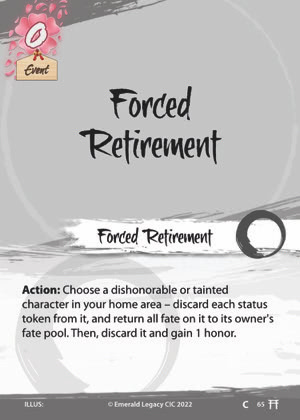 0
Event
Forced
Retirement
Forced Retirement
Action: Choose a dishonorable or tainted
character in your home area – discard each status
token from it, and return all fate on it to its owner's
fate pool. Then, discard it and gain 1 honor.
ILLUS: © Emerald Legacy CIC 2022 C 65